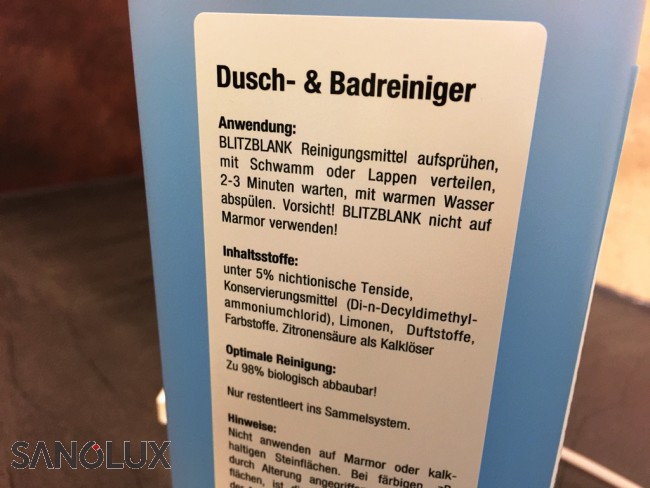 Dusch- & Badreiniger
Anwendung:
BLITZBLANK Reinigungsmittel aufsprühen,
mit Schwamm oder Lappen verteilen,
2-3 Minuten warten, mit warmen Wasser
abspülen. Vorsicht! BLITZBLANK nicht auf
Marmor verwenden!
Inhaltsstoffe:
unter 5% nichtionische Tenside,
Konservierungsmittel (Di-n-Decyldimethyl-
ammoniumchlorid), Limonen, Duftstoffe,
Farbstoffe. Zitronensäure als Kalklöser
Optimale Reinigung:
Zu 98% biologisch abbaubar!
Nur restentleert ins Sammelsystem.
Hinweise:
Nicht anwenden auf Marmor oder kalk-
haltigen Steinflächen. Bei färbigen
durch Alterung
flächen, ist
SANOLUX